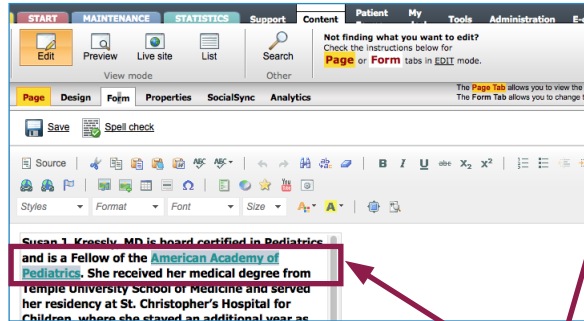 START MAINTENANCE STATISTICS Support Content Patient My Tools Administration
Edit Preview Live site List Search
View mode Other
Not finding what you want to edit?
Check the instructions below for
Page or Form tabs in EDIT mode.
Page Design Form Properties SocialSync Analytics
The Page Tab allows you to view the
The Form Tab allows you to change
Save Spell check
Source B I U abc X₂ X²
Styles Format Font Size A A
Susan J. Kressly, MD is board certified in Pediatrics
and is a Fellow of the American Academy of
Pediatrics. She received her medical degree from
Temple University School of Medicine and served
her residency at St. Christopher's Hospital for
Children, where she stayed an additional year as